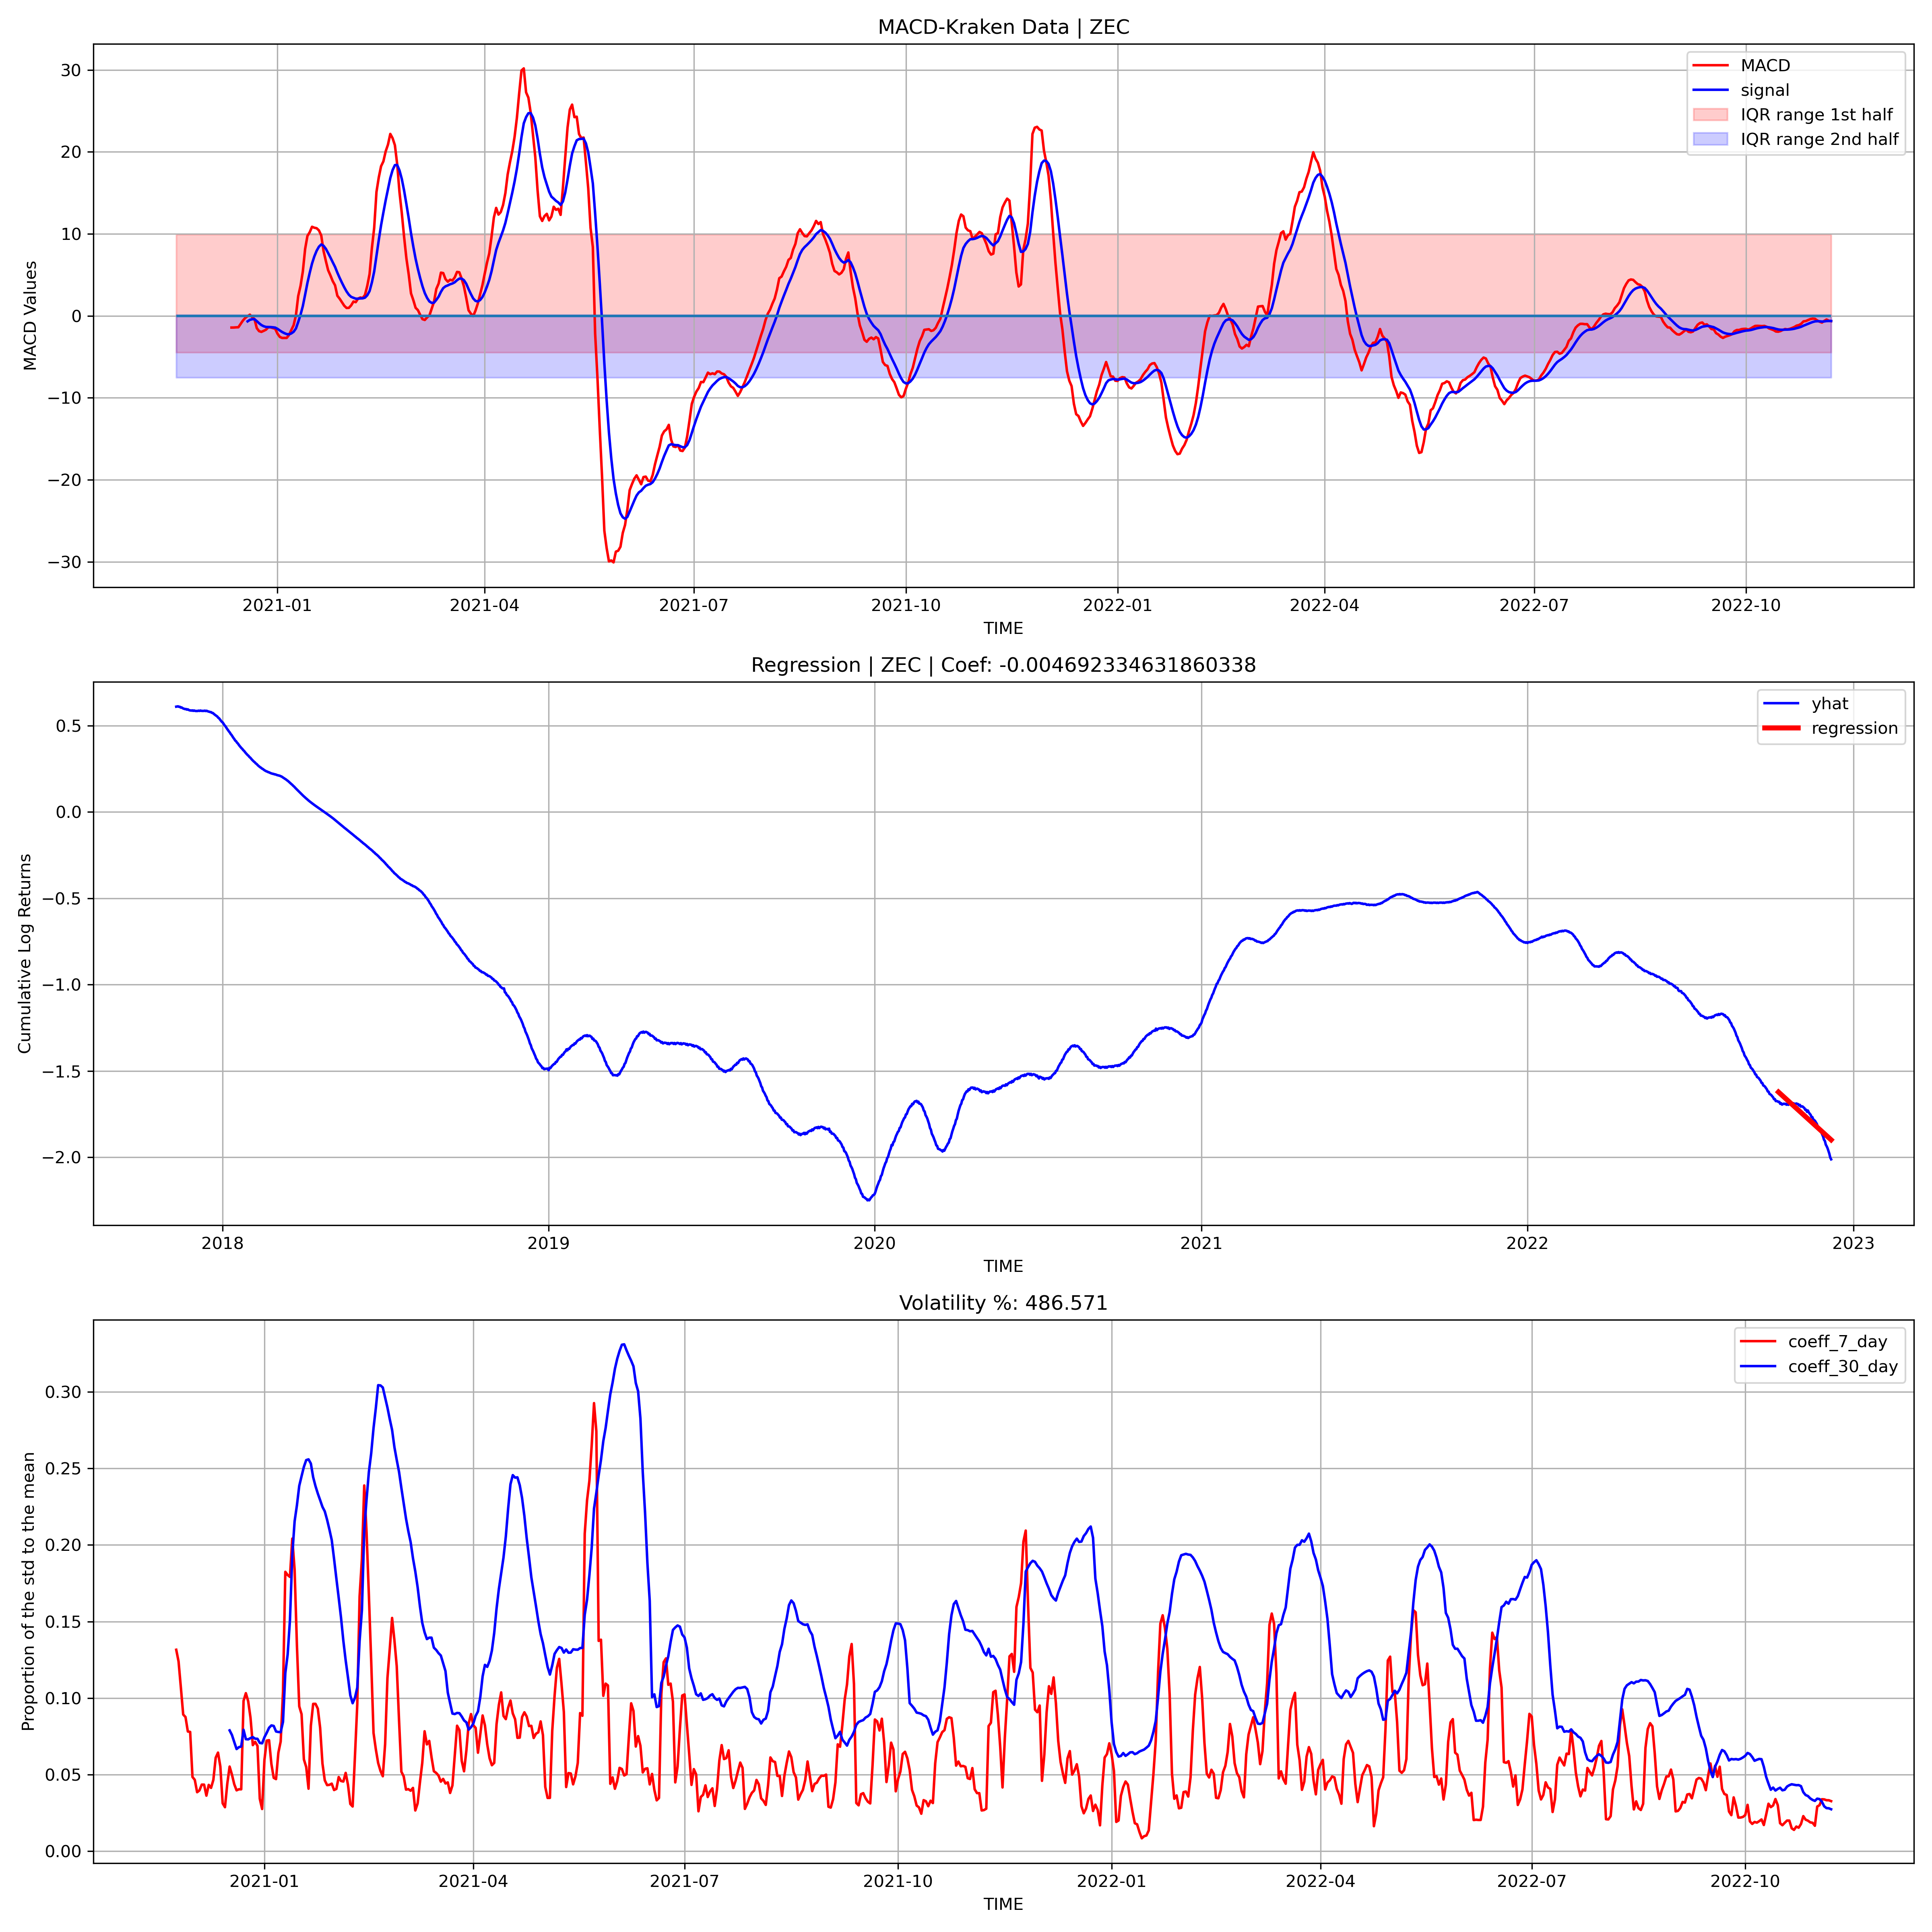 MACD-Kraken Data | ZEC
MACD Values
30
20
10
0
−10
−20
−30
MACD
signal
IQR range 1st half
IQR range 2nd half
2021-01 2021-04 2021-07 2021-10 2022-01 2022-04 2022-07 2022-10
TIME
Regression | ZEC | Coef: -0.004692334631860338
Cumulative Log Returns
0.5
0.0
−0.5
−1.0
−1.5
−2.0
yhat
regression
2018 2019 2020 2021 2022 2023
TIME
Volatility %: 486.571
Proportion of the std to the mean
0.30
0.25
0.20
0.15
0.10
0.05
0.00
coeff_7_day
coeff_30_day
2021-01 2021-04 2021-07 2021-10 2022-01 2022-04 2022-07 2022-10
TIME